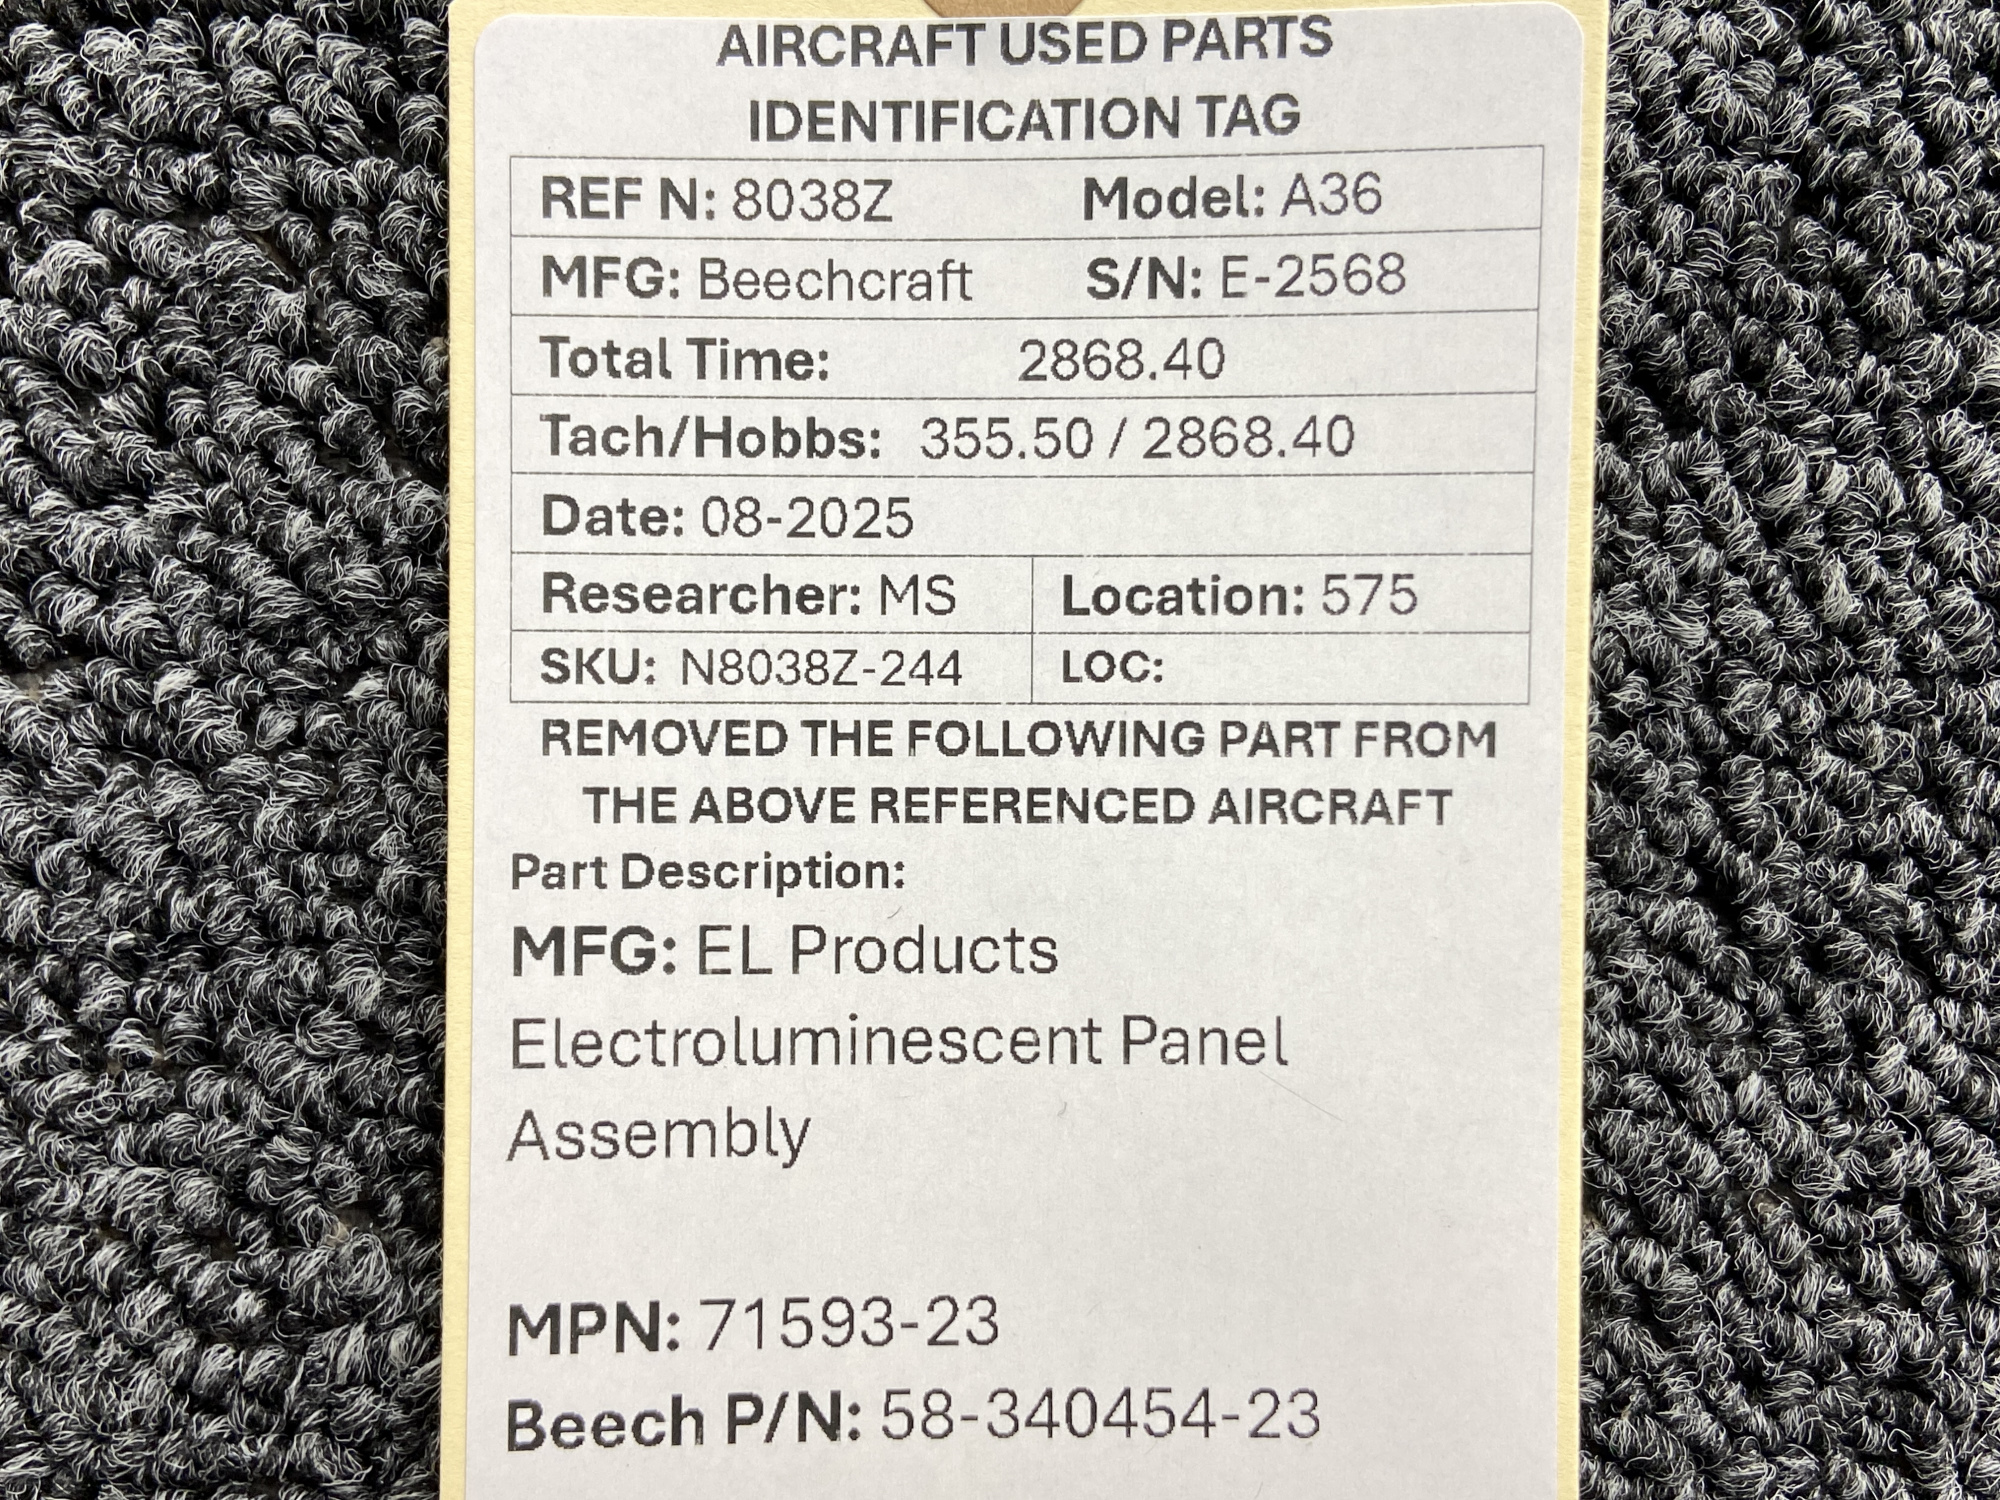 AIRCRAFT USED PARTS
IDENTIFICATION TAG
REF N: 8038Z Model: A36
MFG: Beechcraft S/N: E-2568
Total Time: 2868.40
Tach/Hobbs: 355.50 / 2868.40
Date: 08-2025
Researcher: MS Location: 575
SKU: N8038Z-244 LOC:
REMOVED THE FOLLOWING PART FROM
THE ABOVE REFERENCED AIRCRAFT
Part Description:
MFG: EL Products
Electroluminescent Panel
Assembly
MPN: 71593-23
Beech P/N: 58-340454-23